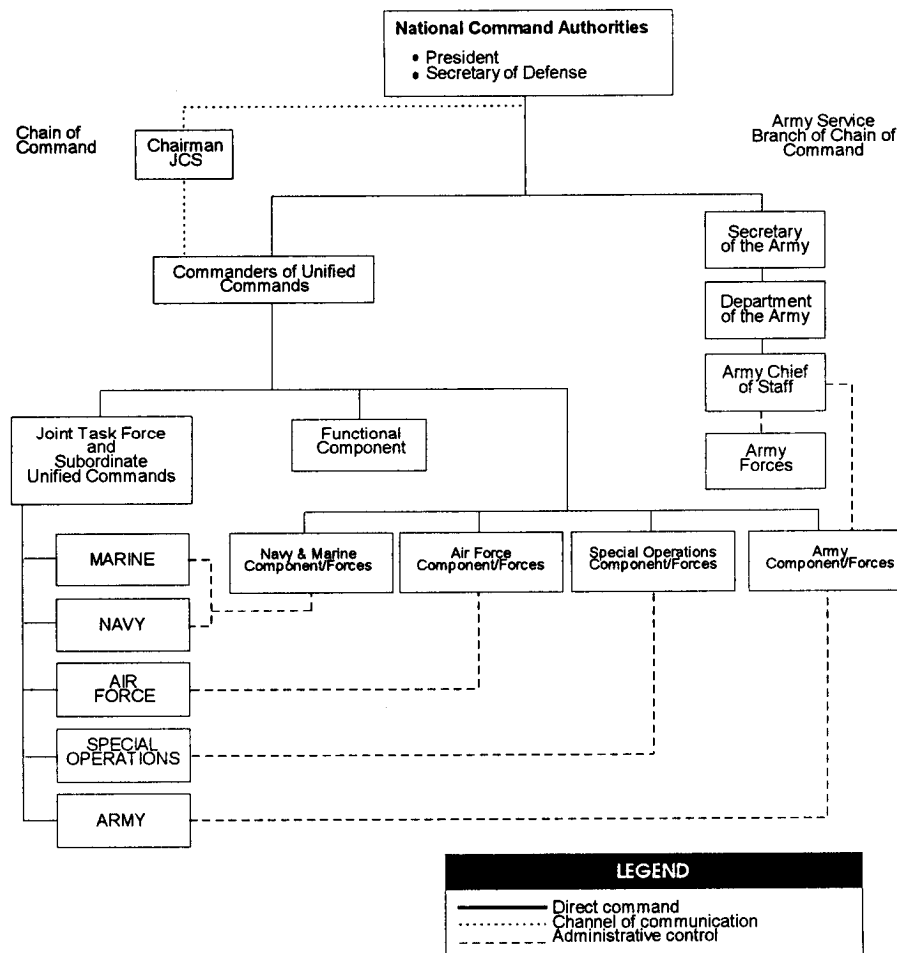 National Command Authorities
• President
• Secretary of Defense
Chain of
Command
Chairman
JCS
Army Service
Branch of Chain of
Command
Secretary
of the Army
Commanders of Unified
Commands
Department
of the Army
Army Chief
of Staff
Joint Task Force
and
Subordinate
Unified Commands
Functional
Component
Army
Forces
MARINE
Navy & Marine
Component/Forces
Air Force
Component/Forces
Special Operations
Component/Forces
Army
Component/Forces
NAVY
AIR
FORCE
SPECIAL
OPERATIONS
ARMY
LEGEND
Direct command
Channel of communication
Administrative control